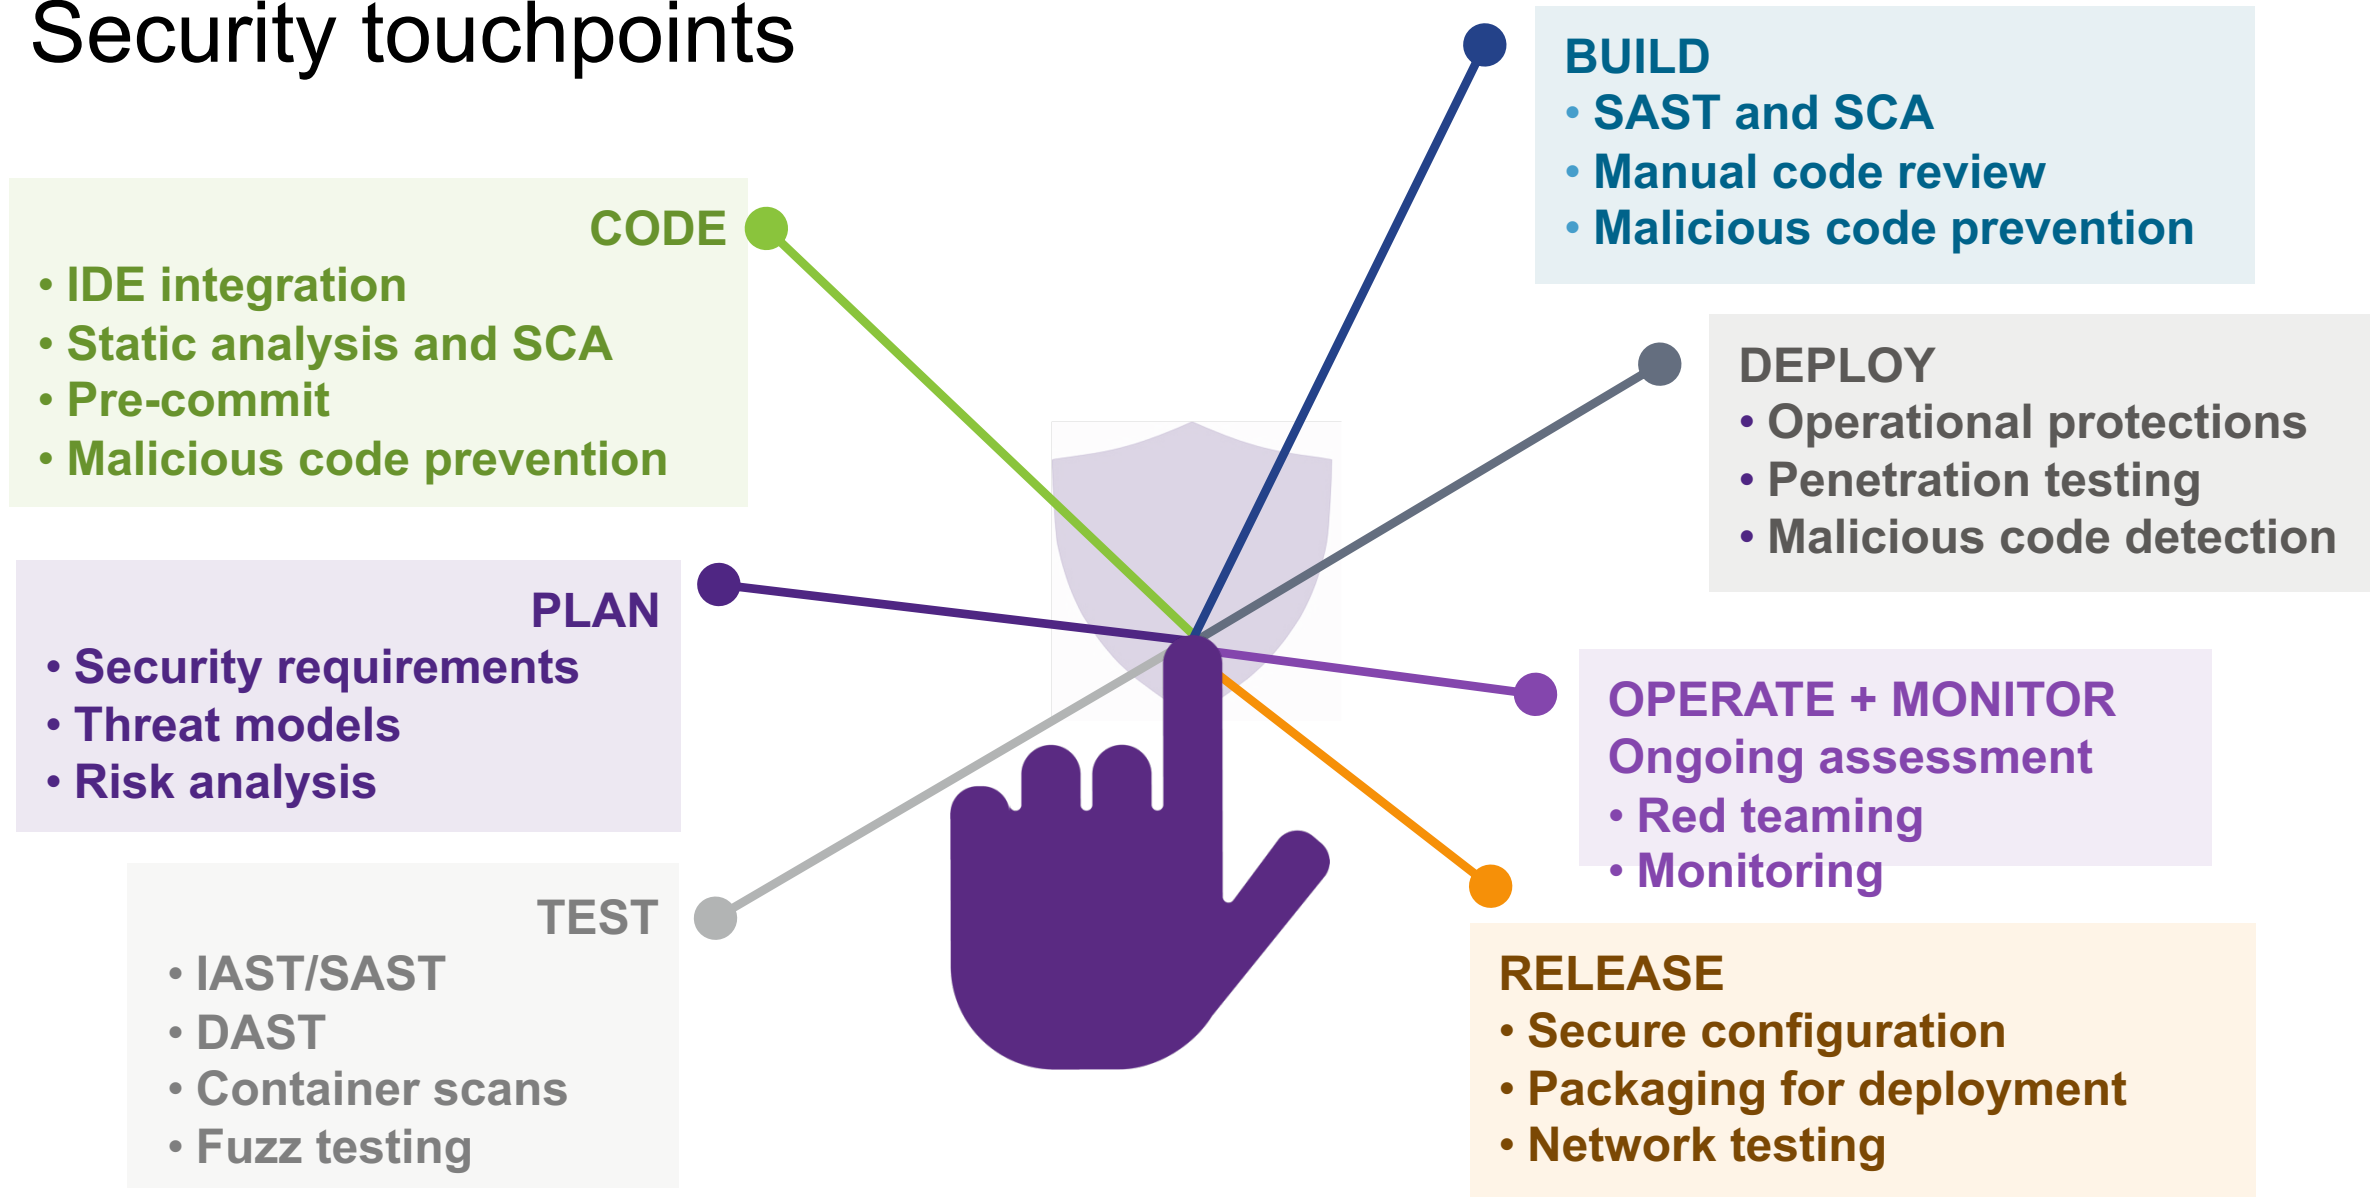 Security touchpoints
CODE
• IDE integration
• Static analysis and SCA
• Pre-commit
• Malicious code prevention
PLAN
• Security requirements
• Threat models
• Risk analysis
TEST
• IAST/SAST
• DAST
• Container scans
• Fuzz testing
BUILD
• SAST and SCA
• Manual code review
• Malicious code prevention
DEPLOY
• Operational protections
• Penetration testing
• Malicious code detection
OPERATE + MONITOR
Ongoing assessment
• Red teaming
• Monitoring
RELEASE
• Secure configuration
• Packaging for deployment
• Network testing